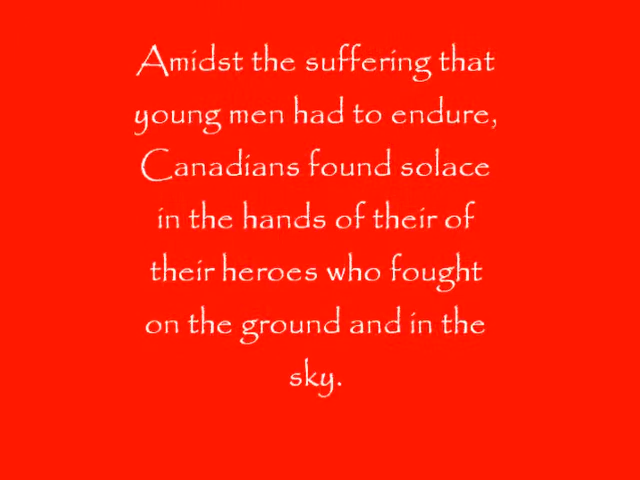 Amidst the suffering that
young men had to endure,
Canadians found solace
in the hands of their of
their heroes who fought
on the ground and in the
sky.